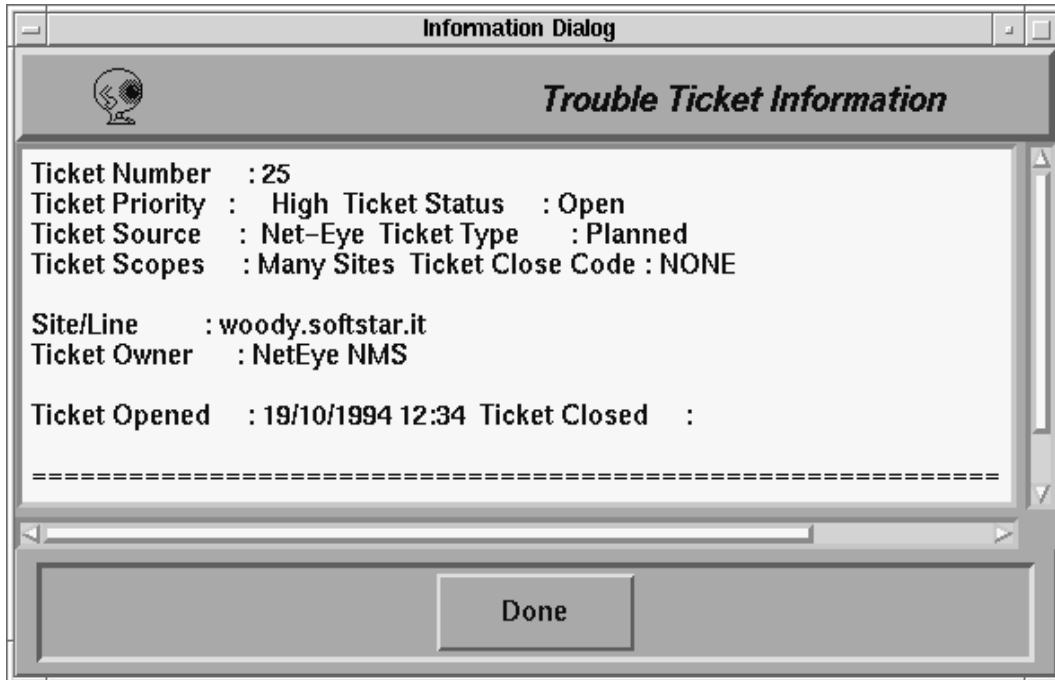 Information Dialog
Trouble Ticket Information
Ticket Number : 25
Ticket Priority : High Ticket Status : Open
Ticket Source : Net-Eye Ticket Type : Planned
Ticket Scopes : Many Sites Ticket Close Code : NONE
Site/Line : woody.softstar.it
Ticket Owner : NetEye NMS
Ticket Opened : 19/10/1994 12:34 Ticket Closed :
============================================================
Done